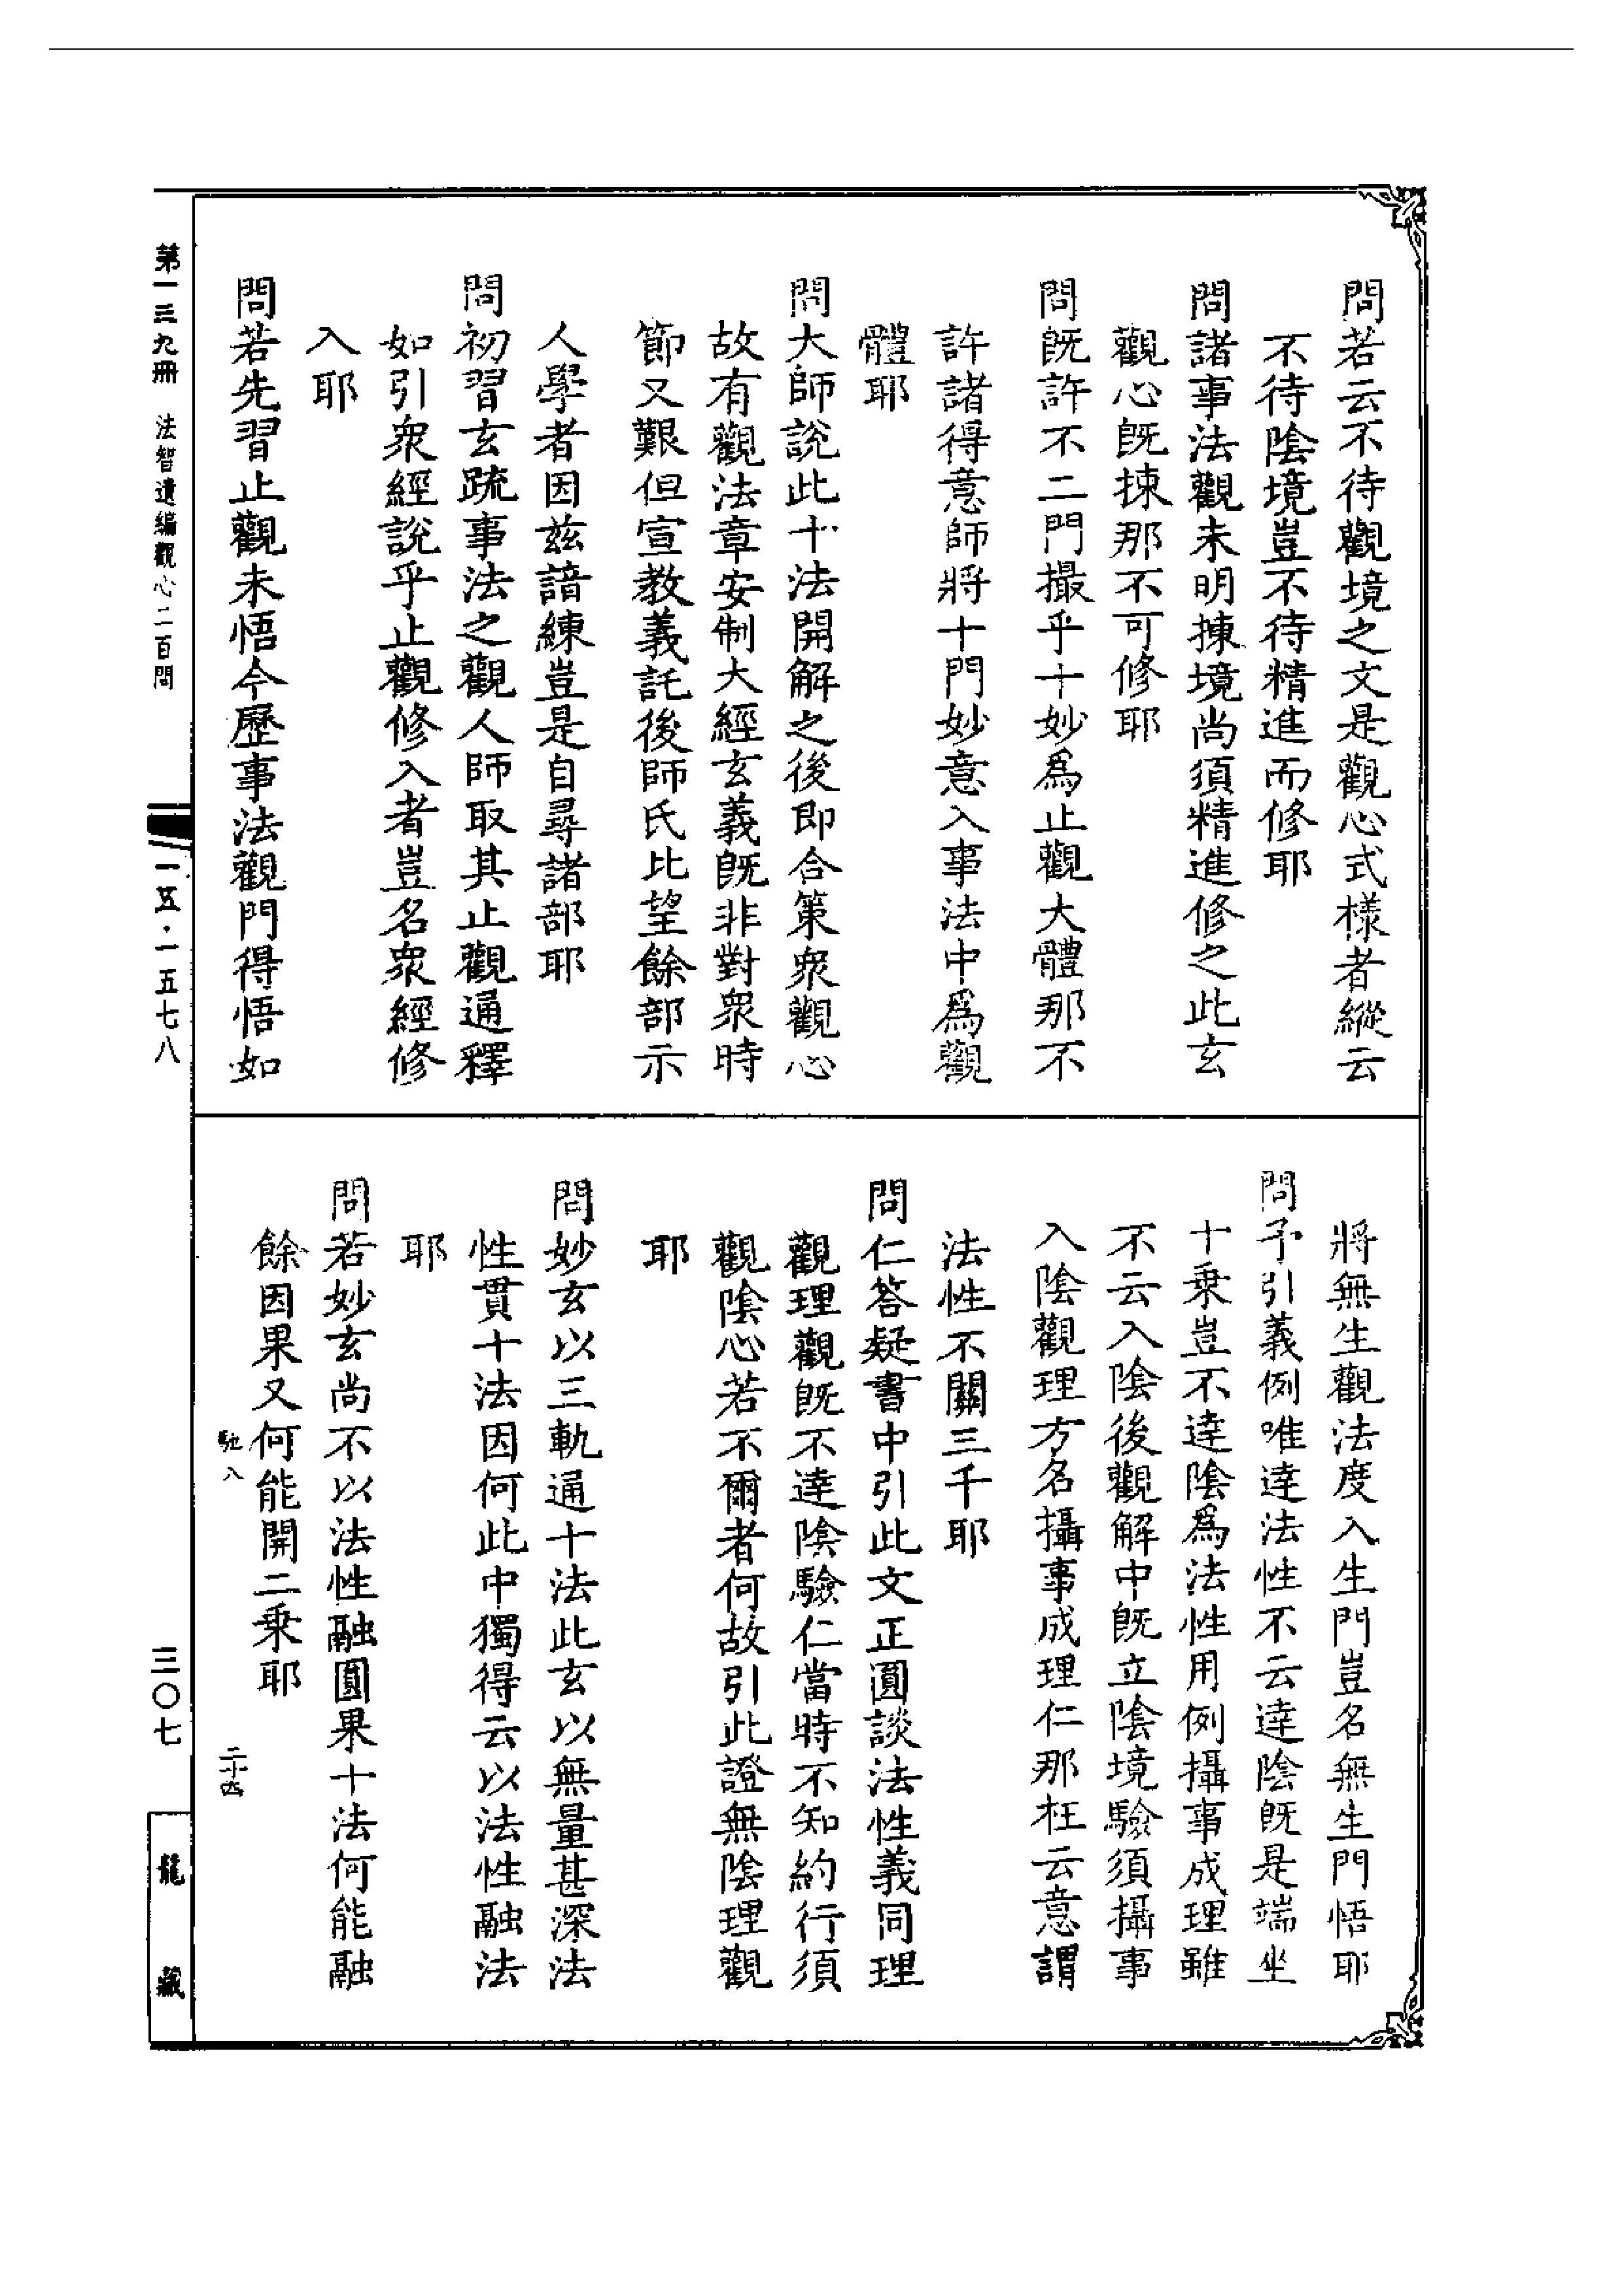 問若云不待觀境之文是觀心式樣者縱云
不待陰境豈不待精進而修耶
問諸事法觀未明揀境尚須精進修之此玄
觀心旣揀那不可修耶
問旣許不二門撮乎十妙爲止觀大體那不
許諸得意師將十門妙意入事法中爲觀
體耶
問大師說此十法開解之後即合策衆觀心
故有觀法章安制大經玄義旣非對衆時
節又艱但宣教義託後師氏比望餘部示
人學者因兹諳練豈是自尋諸部耶
問初習玄䟽事法之觀人師取其止觀通釋
如引衆經說乎止觀修入者豈名衆經修
入耶
問若先習止觀未悟今歷事法觀門得悟如
將無生觀法度入生門豈名無生門悟耶
問予引義例唯達法性不云達陰旣是端坐
十乗豈不達陰爲法性用例攝事成理雖
不云入陰後觀解中旣立陰境驗須攝事
入陰觀理方名攝事成理仁那枉云意謂
法性不關三千耶
問仁答疑書中引此文正圓談法性義同理
觀理觀旣不達陰驗仁當時不知約行須
觀陰心若不爾者何故引此證無陰理觀
耶
問妙玄以三軌通十法此玄以無量甚深法
性貫十法因何此中獨得云以法性融法
耶
問若妙玄尚不以法性融圓果十法何能融
餘因果又何能開二乗耶
馳八
二十四
第一三九冊 法智遺編觀心二百問
一五·一五七八
三〇七
龍藏